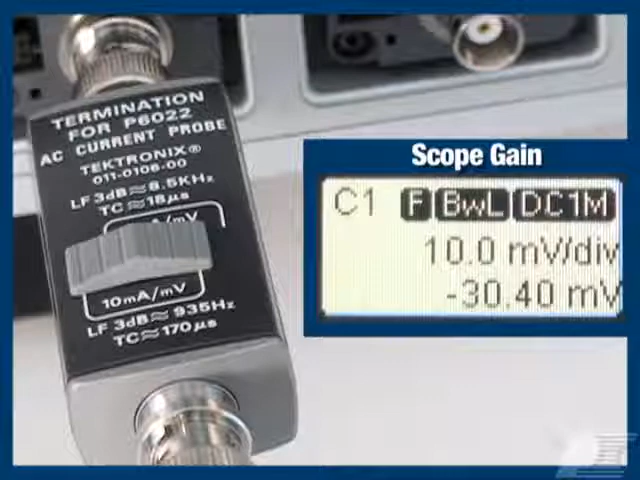 TERMINATION
FOR P6022
AC CURRENT PROBE
TEKTRONIX®
011-0106-00
LF 3dB≈8.5KHz
TC≈18µs
A/mV
10mA/mV
LF 3dB≈935Hz
TC≈170µs
Scope Gain
C1 F BwL DC1M
10.0 mV/div
-30.40 mV